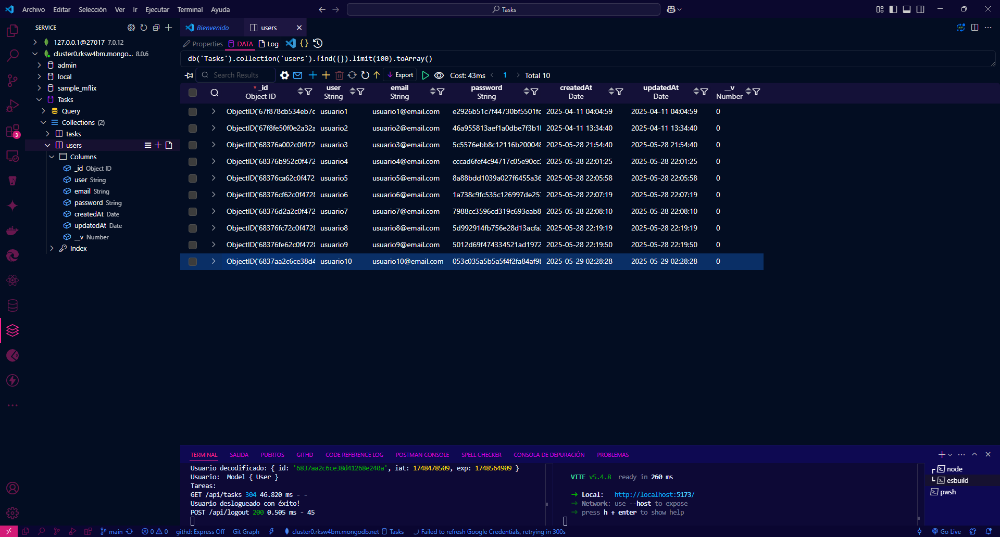 Archivo Editar Selección Ver Ir Ejecutar Terminal Ayuda
Tasks
SERVICE
127.0.0.1@27017 7.0.12
cluster0.rksw4bm.mongo... 8.0.6
admin
local
sample_mflix
Tasks
Query
Collections (2)
tasks
users
Columns
_id Object ID
user String
email String
password String
createdAt Date
updatedAt Date
__v Number
Index
3
Bienvenido users
Properties DATA Log
db('Tasks').collection('users').find({}).limit(100).toArray()
Search Results Export Cost: 43ms 1 Total 10
* _id user email password createdAt updatedAt __v
Object ID String String String Date Date Number
ObjectID('67f878cb534eb7c usuario1 usuario1@email.com e2926b51c7f44730bf5501fc 2025-04-11 04:04:59 2025-04-11 04:04:59 0
ObjectID('67f8fe50f0e2a32a usuario2 usuario2@email.com 46a955813aef1a0dbe7f3b1 2025-04-11 13:34:40 2025-04-11 13:34:40 0
ObjectID('68376a002c0f472 usuario3 usuario3@email.com 5c5576ebb8c12116b200048 2025-05-28 21:54:40 2025-05-28 21:54:40 0
ObjectID('68376b952c0f472 usuario4 usuario4@email.com cccad6fef4c94717c05e90cc 2025-05-28 22:01:25 2025-05-28 22:01:25 0
ObjectID('68376ca62c0f472 usuario5 usuario5@email.com 8a88bdd1039a027f6455a36 2025-05-28 22:05:58 2025-05-28 22:05:58 0
ObjectID('68376cf62c0f4728 usuario6 usuario6@email.com 1a738c9fc535c126997de257 2025-05-28 22:07:19 2025-05-28 22:07:19 0
ObjectID('68376d2a2c0f472 usuario7 usuario7@email.com 7988cc3596cd319c693eab8 2025-05-28 22:08:10 2025-05-28 22:08:10 0
ObjectID('68376fc72c0f4728 usuario8 usuario8@email.com 5d992914fb756e28d13acfa 2025-05-28 22:19:19 2025-05-28 22:19:19 0
ObjectID('68376fe62c0f4728 usuario9 usuario9@email.com 5012d69f474334521ad1972 2025-05-28 22:19:50 2025-05-28 22:19:50 0
ObjectID('6837aa2c6ce38d4 usuario10 usuario10@email.com 053c035a5b5a5f4f2fa84af9 2025-05-29 02:28:28 2025-05-29 02:28:28 0
TERMINAL SALIDA PUERTOS GITHD CODE REFERENCE LOG POSTMAN CONSOLE SPELL CHECKER CONSOLA DE DEPURACIÓN PROBLEMAS
Usuario decodificado: { id: '6837aa2c6ce38d41268e240a', iat: 1748478509, exp: 1748564909 }
Usuario: Model { User }
Tareas:
GET /api/tasks 304 46.820 ms - -
Usuario deslogueado con éxito!
POST /api/logout 200 0.505 ms - 45
VITE v5.4.8 ready in 260 ms
➜ Local: http://localhost:5173/
➜ Network: use --host to expose
➜ press h + enter to show help
node
esbuild
pwsh
main 0 0 githd: Express Off Git Graph cluster0.rksw4bm.mongodb.net Tasks Failed to refresh Google Credentials, retrying in 300s Go Live